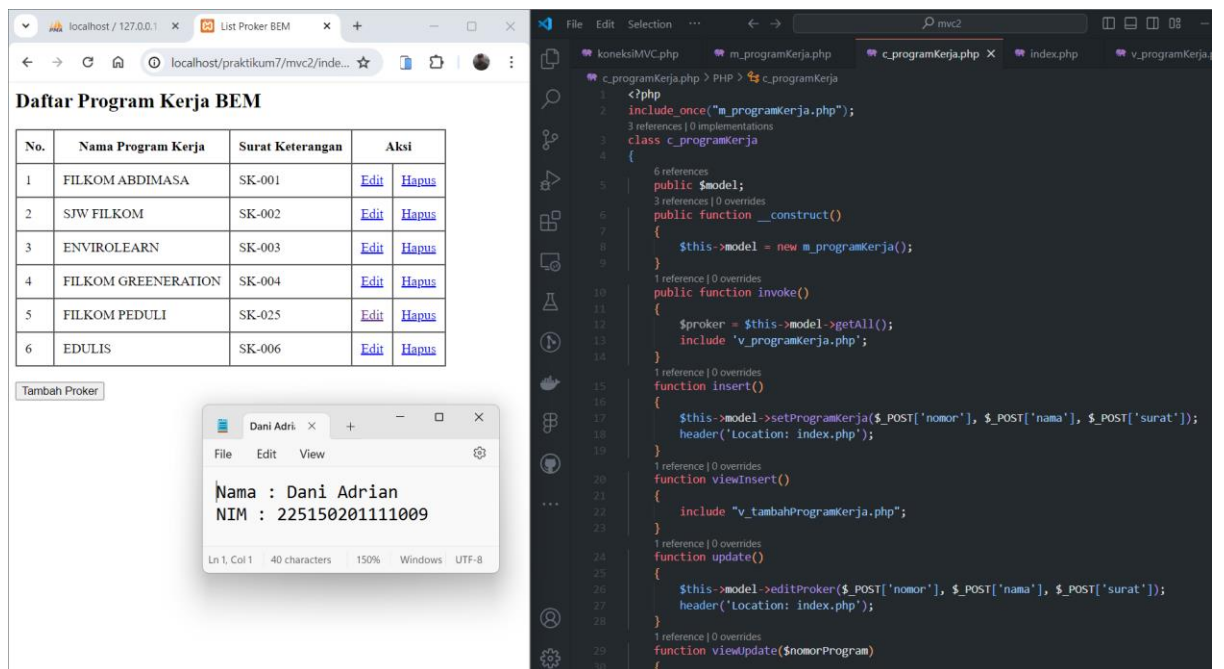 localhost / 127.0.0.1
List Proker BEM
localhost/praktikum7/mvc2/inde...
Daftar Program Kerja BEM
No. Nama Program Kerja Surat Keterangan Aksi
1 FILKOM ABDIMASA SK-001 Edit Hapus
2 SJW FILKOM SK-002 Edit Hapus
3 ENVIROLEARN SK-003 Edit Hapus
4 FILKOM GREENERATION SK-004 Edit Hapus
5 FILKOM PEDULI SK-025 Edit Hapus
6 EDULIS SK-006 Edit Hapus
Tambah Proker
Dani Adri
File Edit View
Nama : Dani Adrian
NIM : 225150201111009
Ln 1, Col 1 40 characters 150% Windows UTF-8
File Edit Selection ...
mvc2
koneksiMVC.php m_programKerja.php c_programKerja.php index.php v_programKerja.p
c_programKerja.php > PHP > c_programKerja
1 <?php
2 include_once("m_programKerja.php");
3 references | 0 implementations
3 class c_programKerja
4 {
6 references
5 public $model;
3 references | 0 overrides
6 public function __construct()
7 {
8 $this->model = new m_programKerja();
9 }
1 reference | 0 overrides
10 public function invoke()
11 {
12 $proker = $this->model->getAll();
13 include 'v_programKerja.php';
14 }
1 reference | 0 overrides
15 function insert()
16 {
17 $this->model->setProgramKerja($_POST['nomor'], $_POST['nama'], $_POST['surat']);
18 header('Location: index.php');
19 }
1 reference | 0 overrides
20 function viewInsert()
21 {
22 include "v_tambahProgramKerja.php";
23 }
1 reference | 0 overrides
24 function update()
25 {
26 $this->model->editProker($_POST['nomor'], $_POST['nama'], $_POST['surat']);
27 header('Location: index.php');
28 }
1 reference | 0 overrides
29 function viewUpdate($nomorProgram)
30 {